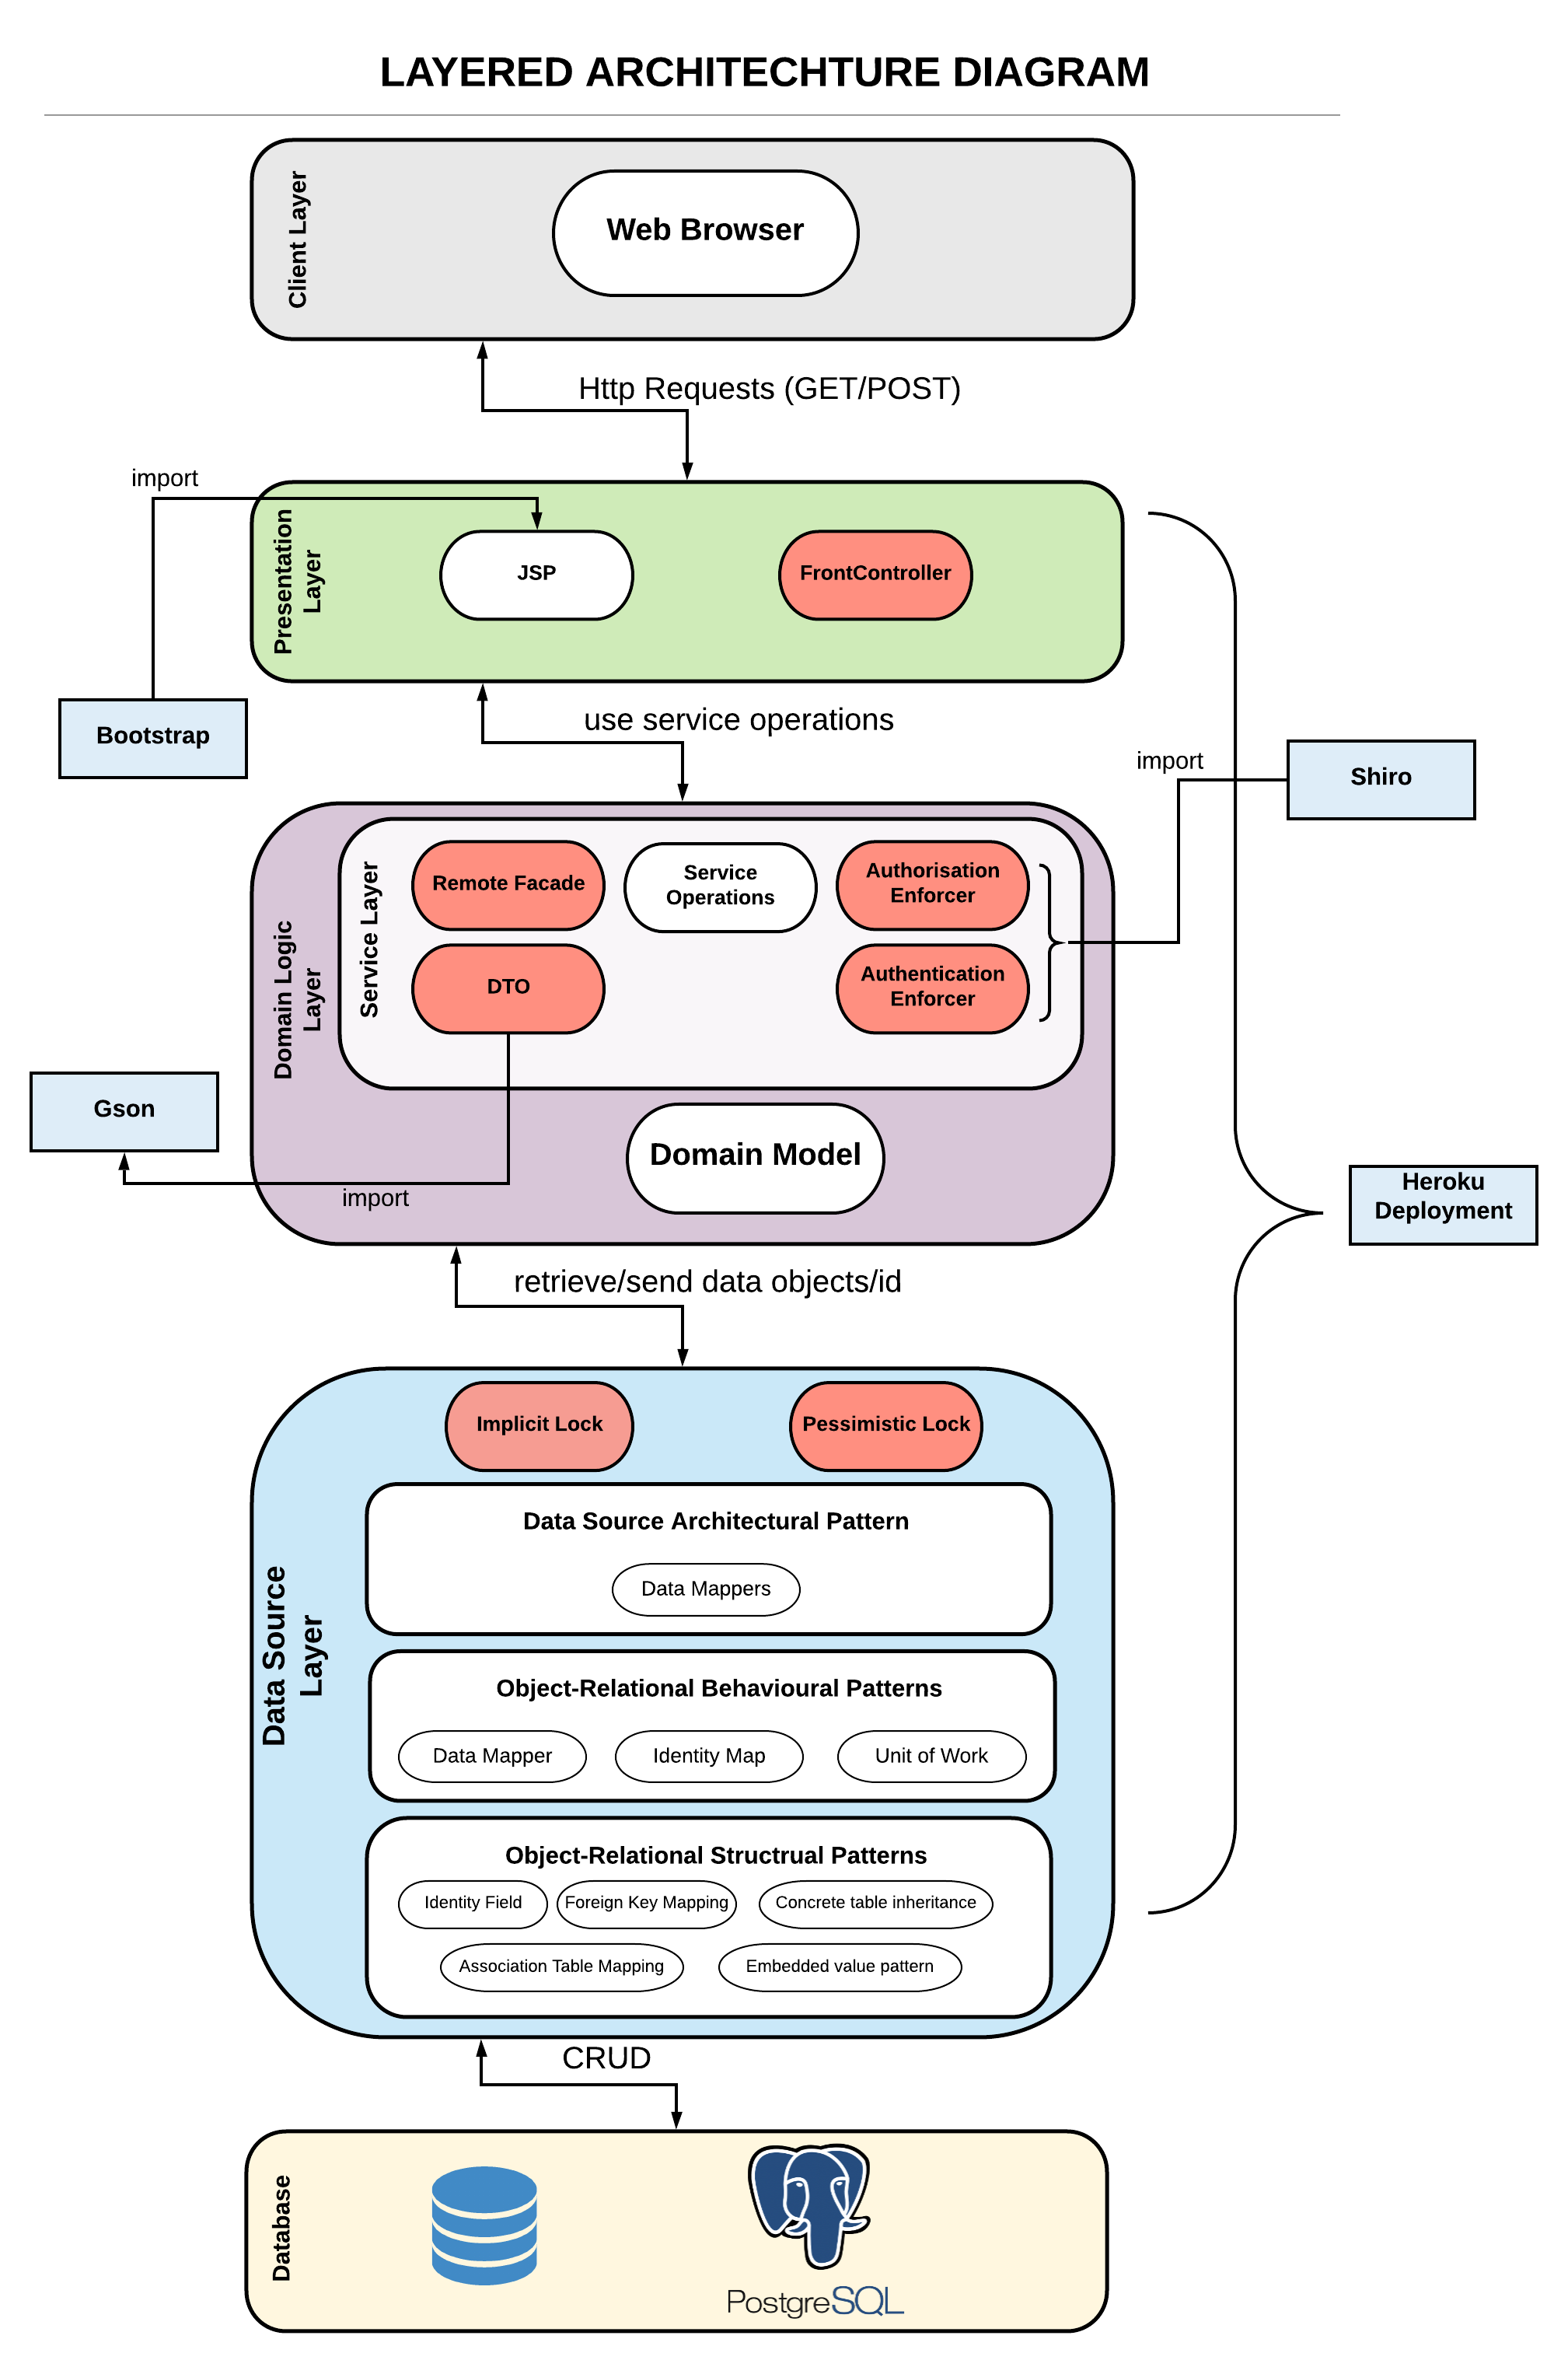 LAYERED ARCHITECHTURE DIAGRAM
Client Layer
Web Browser
Http Requests (GET/POST)
import
Presentation
Layer
JSP
FrontController
Bootstrap
use service operations
import
Shiro
Domain Logic
Layer
Service Layer
Remote Facade
Service
Operations
Authorisation
Enforcer
DTO
Authentication
Enforcer
Gson
Domain Model
import
Heroku
Deployment
retrieve/send data objects/id
Data Source
Layer
Implicit Lock
Pessimistic Lock
Data Source Architectural Pattern
Data Mappers
Object-Relational Behavioural Patterns
Data Mapper
Identity Map
Unit of Work
Object-Relational Structrual Patterns
Identity Field
Foreign Key Mapping
Concrete table inheritance
Association Table Mapping
Embedded value pattern
CRUD
Database
PostgreSQL